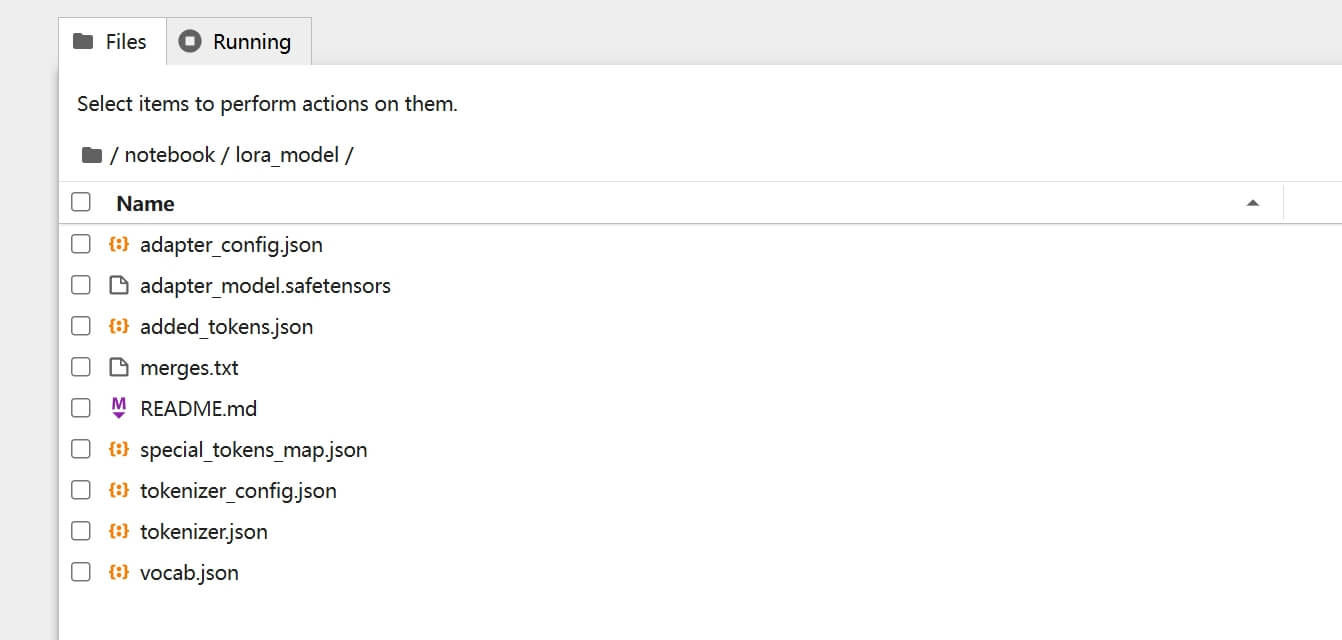 Files Running
Select items to perform actions on them.
/ notebook / lora_model /
Name
adapter_config.json
adapter_model.safetensors
added_tokens.json
merges.txt
README.md
special_tokens_map.json
tokenizer_config.json
tokenizer.json
vocab.json